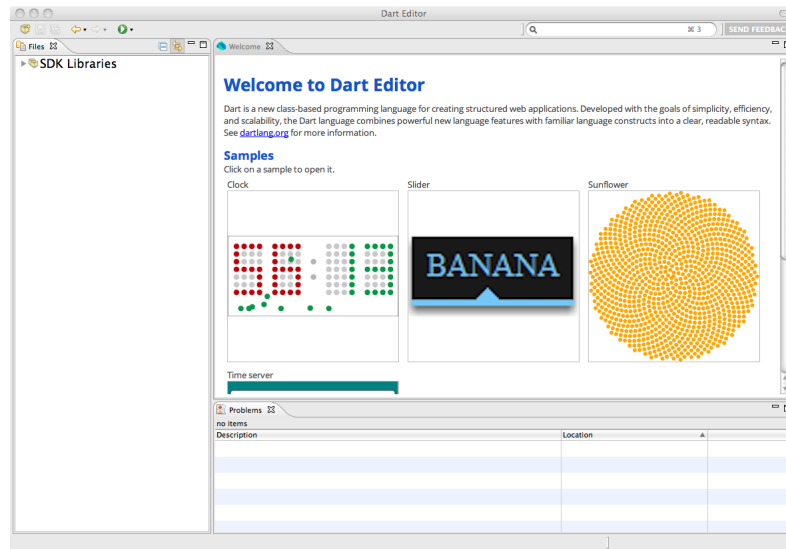 Dart Editor
⌘ 3
SEND FEEDBAC
Files
Welcome
SDK Libraries
Welcome to Dart Editor
Dart is a new class-based programming language for creating structured web applications. Developed with the goals of simplicity, efficiency,
and scalability, the Dart language combines powerful new language features with familiar language constructs into a clear, readable syntax.
See dartlang.org for more information.
Samples
Click on a sample to open it.
Clock
Slider
Sunflower
BANANA
Time server
Problems
no items
Description
Location